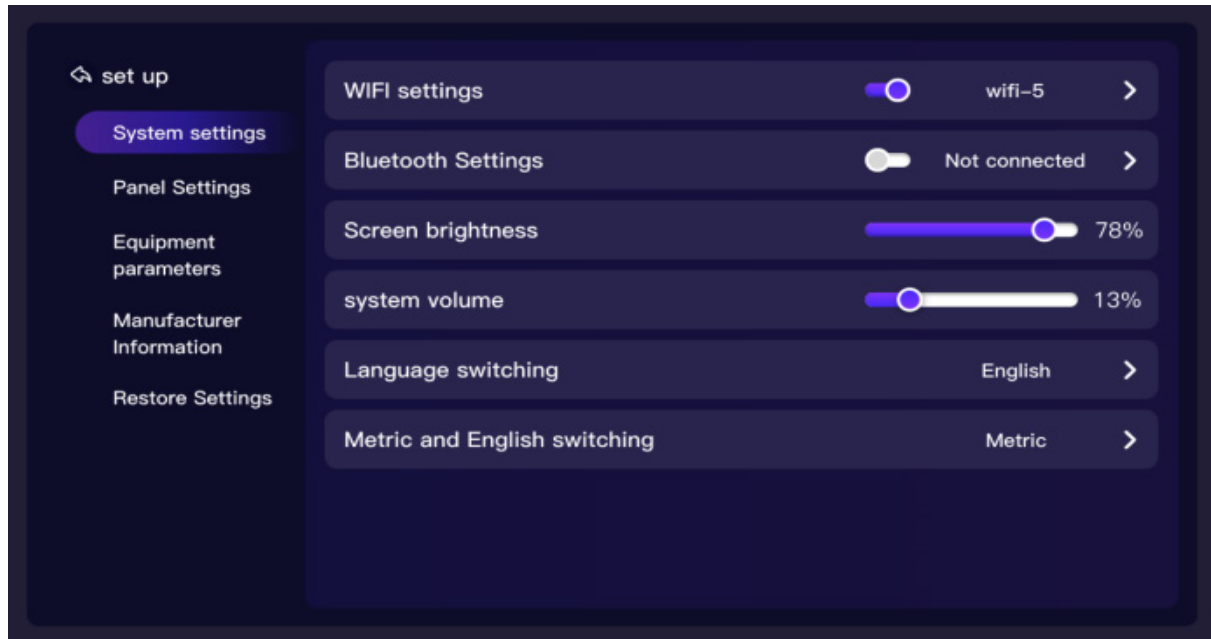 set up
System settings
Panel Settings
Equipment
parameters
Manufacturer
Information
Restore Settings
WIFI settings wifi-5
Bluetooth Settings Not connected
Screen brightness 78%
system volume 13%
Language switching English
Metric and English switching Metric